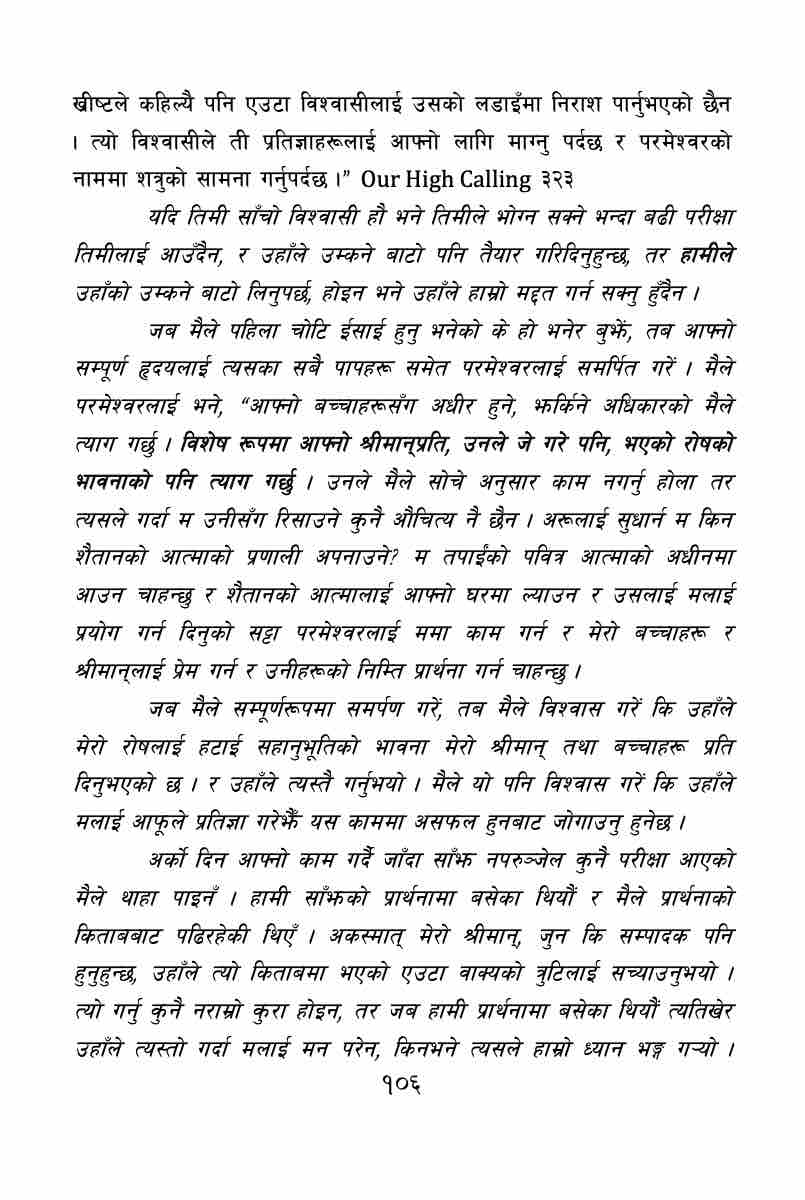 ख्रीष्टले कहिल्यै पनि एउटा विश्वासीलाई उसको लडाइँमा निराश पार्नुभएको छैन
। त्यो विश्वासीले ती प्रतिज्ञाहरूलाई आफ्नो लागि माग्नु पर्दछ र परमेश्वरको
नाममा शत्रुको सामना गर्नुपर्दछ ।” Our High Calling ३२३
यदि तिमी साँचो विश्वासी हौ भने तिमीले भोग्न सक्ने भन्दा बढी परीक्षा
तिमीलाई आउँदैन, र उहाँले उम्कने बाटो पनि तैयार गरिदिनुहुन्छ, तर हामीले
उहाँको उम्कने बाटो लिनुपर्छ, होइन भने उहाँले हाम्रो मद्दत गर्न सक्नु हुँदैन ।
जब मैले पहिला चोटि ईसाई हुनु भनेको के हो भनेर बुझें, तब आफ्नो
सम्पूर्ण हृदयलाई त्यसका सबै पापहरू समेत परमेश्वरलाई समर्पित गरें । मैले
परमेश्वरलाई भने, “आफ्नो बच्चाहरूसँग अधीर हुने, झर्किने अधिकारको मैले
त्याग गर्छु । विशेष रूपमा आफ्नो श्रीमान्‌प्रति, उनले जे गरे पनि, भएको रोषको
भावनाको पनि त्याग गर्छु । उनले मैले सोचे अनुसार काम नगर्नु होला तर
त्यसले गर्दा म उनीसँग रिसाउने कुनै औचित्य नै छैन । अरूलाई सुधार्न म किन
शैतानको आत्माको प्रणाली अपनाउने? म तपाईंको पवित्र आत्माको अधीनमा
आउन चाहन्छु र शैतानको आत्मालाई आफ्नो घरमा ल्याउन र उसलाई मलाई
प्रयोग गर्न दिनुको सट्टा परमेश्वरलाई ममा काम गर्न र मेरो बच्चाहरू र
श्रीमान्‌लाई प्रेम गर्न र उनीहरूको निम्ति प्रार्थना गर्न चाहन्छु ।
जब मैले सम्पूर्णरूपमा समर्पण गरें, तब मैले विश्वास गरें कि उहाँले
मेरो रोषलाई हटाई सहानुभूतिको भावना मेरो श्रीमान् तथा बच्चाहरू प्रति
दिनुभएको छ । र उहाँले त्यस्तै गर्नुभयो । मैले यो पनि विश्वास गरें कि उहाँले
मलाई आफूले प्रतिज्ञा गरेझैँ यस काममा असफल हुनबाट जोगाउनु हुनेछ ।
अर्को दिन आफ्नो काम गर्दै जाँदा साँझ नपरुञ्जेल कुनै परीक्षा आएको
मैले थाहा पाइनँ । हामी साँझको प्रार्थनामा बसेका थियौं र मैले प्रार्थनाको
किताबबाट पढिरहेकी थिएँ । अकस्मात् मेरो श्रीमान्, जुन कि सम्पादक पनि
हुनुहुन्छ, उहाँले त्यो किताबमा भएको एउटा वाक्यको त्रुटिलाई सच्याउनुभयो ।
त्यो गर्नु कुनै नराम्रो कुरा होइन, तर जब हामी प्रार्थनामा बसेका थियौं त्यतिखेर
उहाँले त्यस्तो गर्दा मलाई मन परेन, किनभने त्यसले हाम्रो ध्यान भङ्ग गऱ्यो ।
१०६